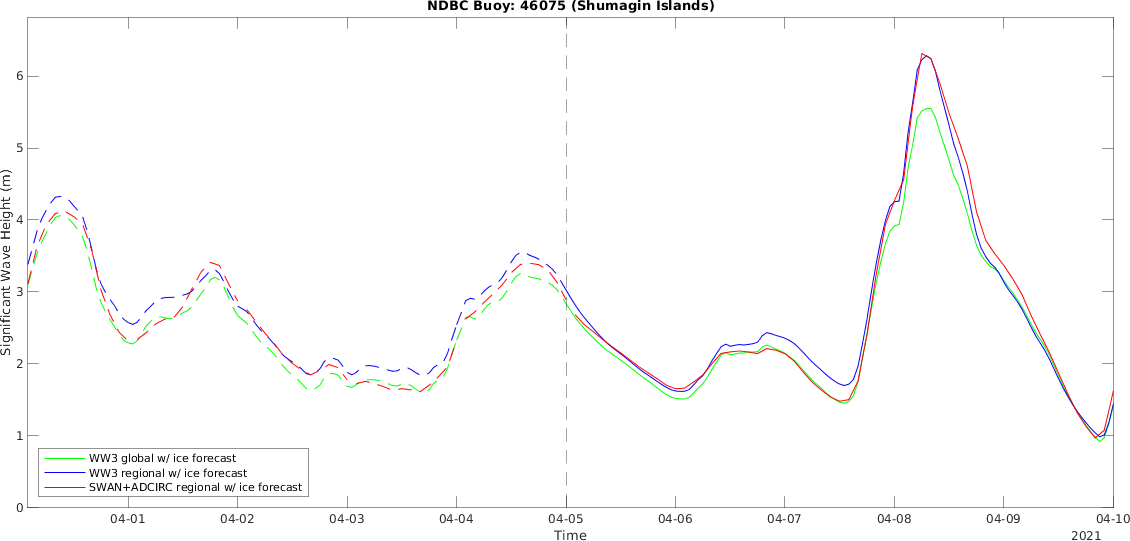 NDBC Buoy: 46075 (Shumagin Islands)
Significant Wave Height (m)
6
5
4
3
2
1
0
WW3 global w/ ice forecast
WW3 regional w/ ice forecast
SWAN+ADCIRC regional w/ ice forecast
04-01 04-02 04-03 04-04 04-05 04-06 04-07 04-08 04-09 04-10
Time
2021